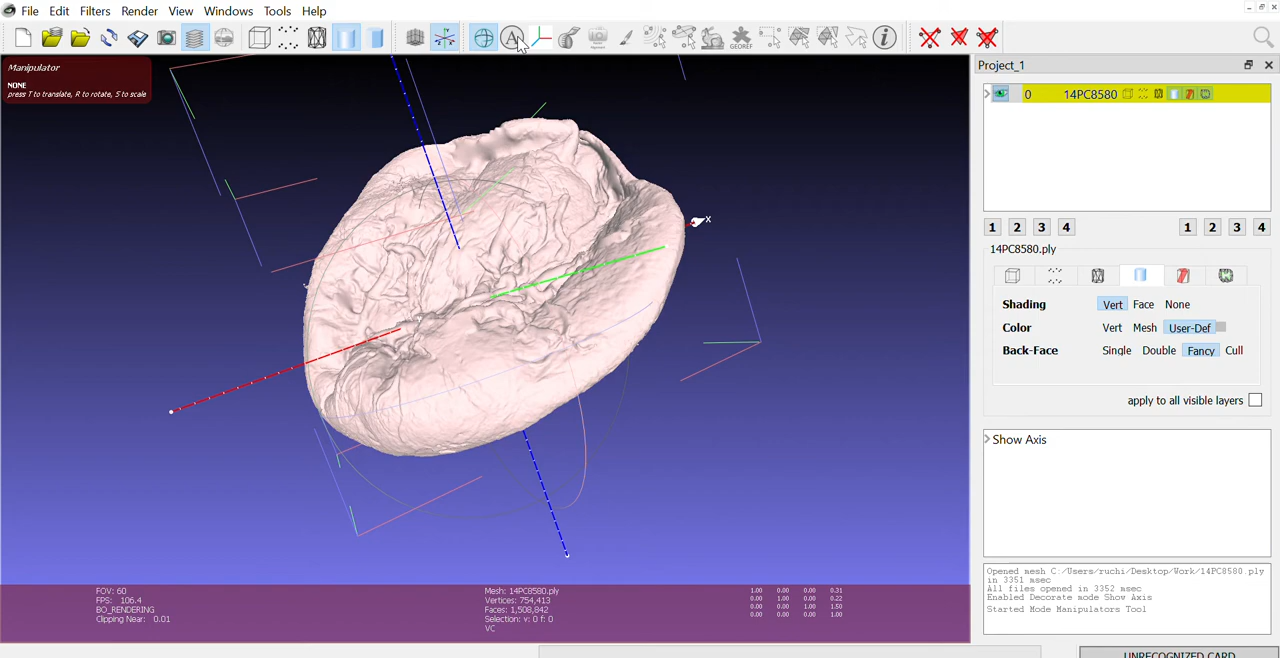 File Edit Filters Render View Windows Tools Help
A
GEOREF
Manipulator
NONE
press T to translate, R to rotate, S to scale
X
Project_1
0 14PC8580
1 2 3 4 1 2 3 4
14PC8580.ply
Shading Vert Face None
Color Vert Mesh User-Def
Back-Face Single Double Fancy Cull
apply to all visible layers
Show Axis
Opened mesh C:/Users/ruchi/Desktop/Work/14PC8580.ply
in 3351 msec
All files opened in 3352 msec
Enabled Decorate mode Show Axis
Started Mode Manipulators Tool
FOV: 60
FPS: 106.4
BO_RENDERING
Clipping Near: 0.01
Mesh: 14PC8580.ply
Vertices: 754,413
Faces: 1,508,842
Selection: v: 0 f: 0
VC
1.00 0.00 0.00 0.31
0.00 1.00 0.00 0.22
0.00 0.00 1.00 1.50
0.00 0.00 0.00 1.00
UNRECOGNIZED CARD